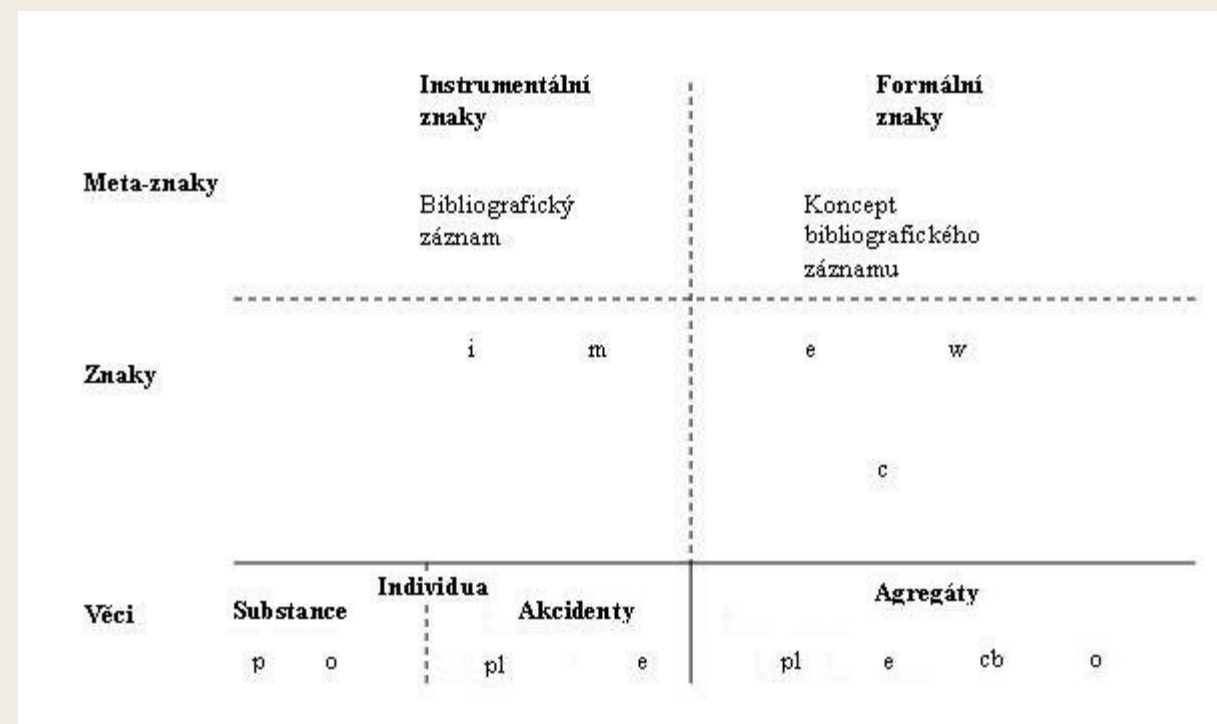 Instrumentální
znaky
Formální
znaky
Meta-znaky
Bibliografický
záznam
Koncept
bibliografického
záznamu
i m e w
Znaky
c
Individua
Věci Substance Akcidenty Agregáty
p o pl e pl e cb o